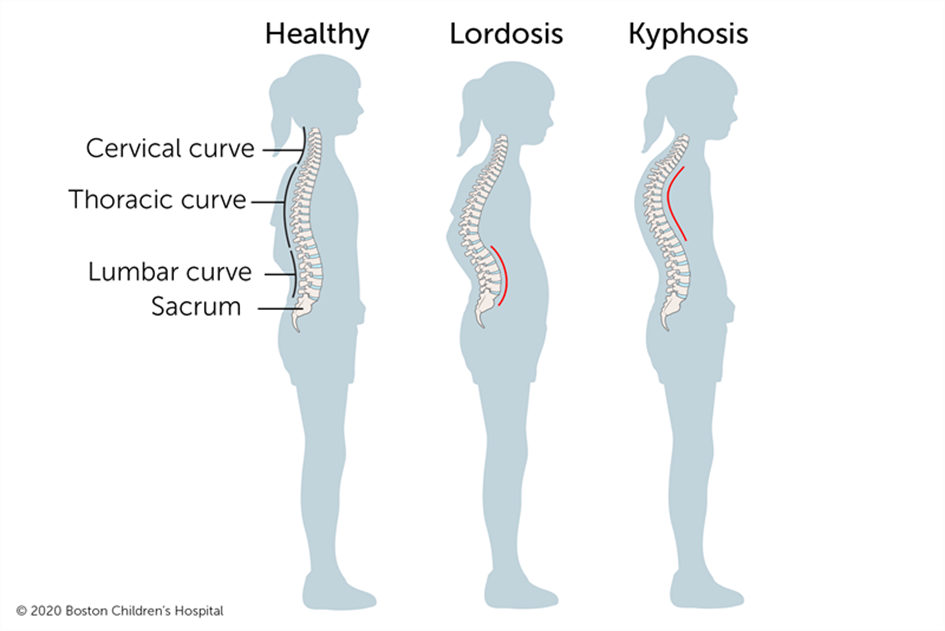 Healthy
Lordosis
Kyphosis
Cervical curve
Thoracic curve
Lumbar curve
Sacrum
© 2020 Boston Children's Hospital